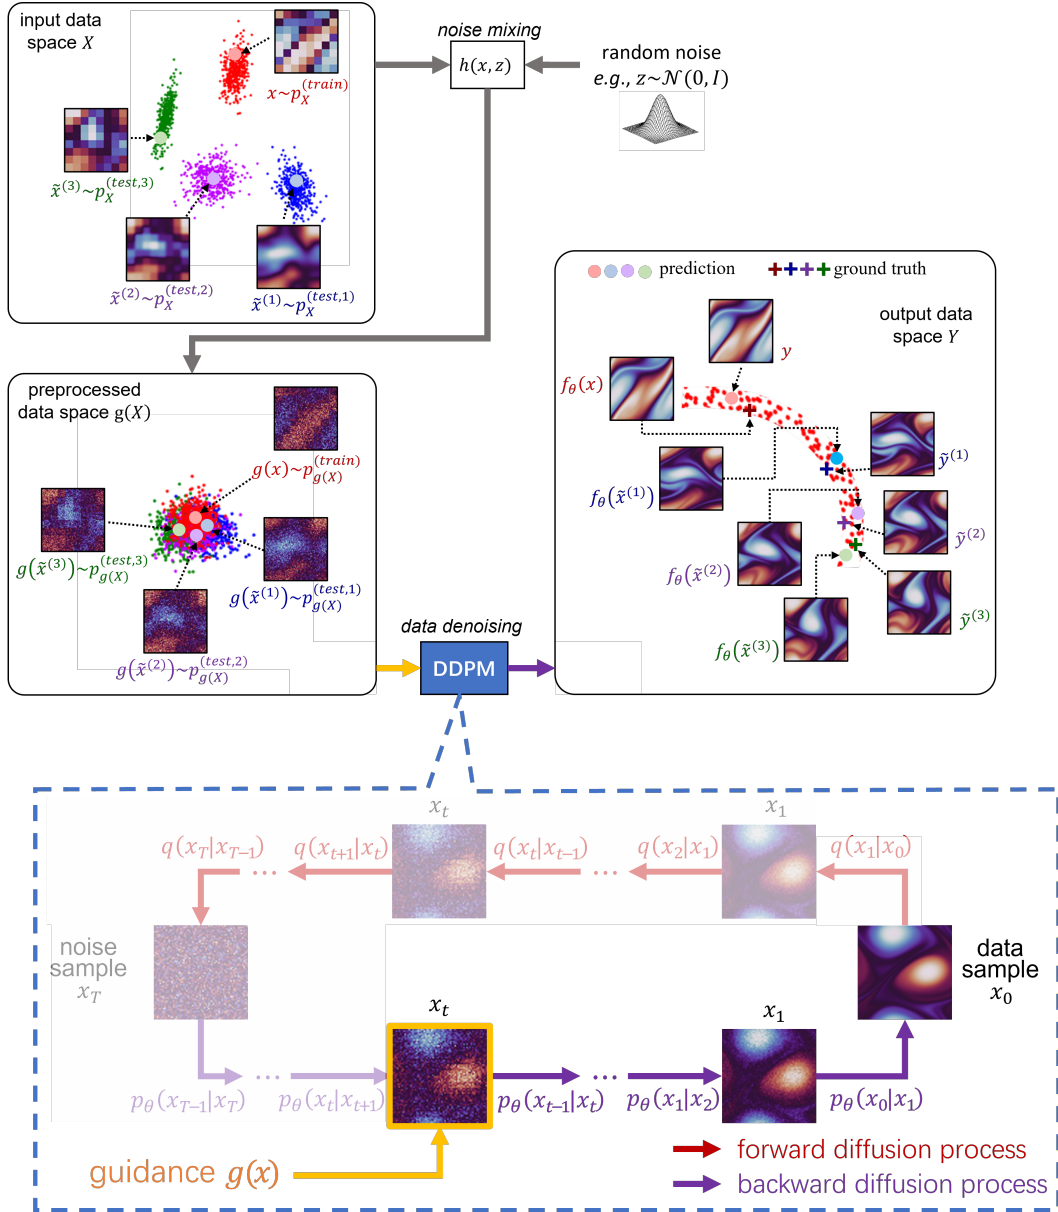 input data
space X
x~p_X^(train)
x̃^(3)~p_X^(test,3)
x̃^(2)~p_X^(test,2)
x̃^(1)~p_X^(test,1)
noise mixing
h(x, z)
random noise
e.g., z~𝒩(0, I)
preprocessed
data space g(X)
g(x)~p_g(X)^(train)
g(x̃^(3))~p_g(X)^(test,3)
g(x̃^(1))~p_g(X)^(test,1)
g(x̃^(2))~p_g(X)^(test,2)
data denoising
DDPM
prediction
ground truth
output data
space Y
y
f_θ(x)
ỹ^(1)
f_θ(x̃^(1))
ỹ^(2)
f_θ(x̃^(2))
ỹ^(3)
f_θ(x̃^(3))
x_t
x_1
q(x_T|x_T−1)
q(x_t+1|x_t)
q(x_t|x_t−1)
q(x_2|x_1)
q(x_1|x_0)
...
...
noise
sample
x_T
data
sample
x_0
x_t
x_1
...
...
p_θ(x_T−1|x_T)
p_θ(x_t|x_t+1)
p_θ(x_t−1|x_t)
p_θ(x_1|x_2)
p_θ(x_0|x_1)
guidance g(x)
forward diffusion process
backward diffusion process